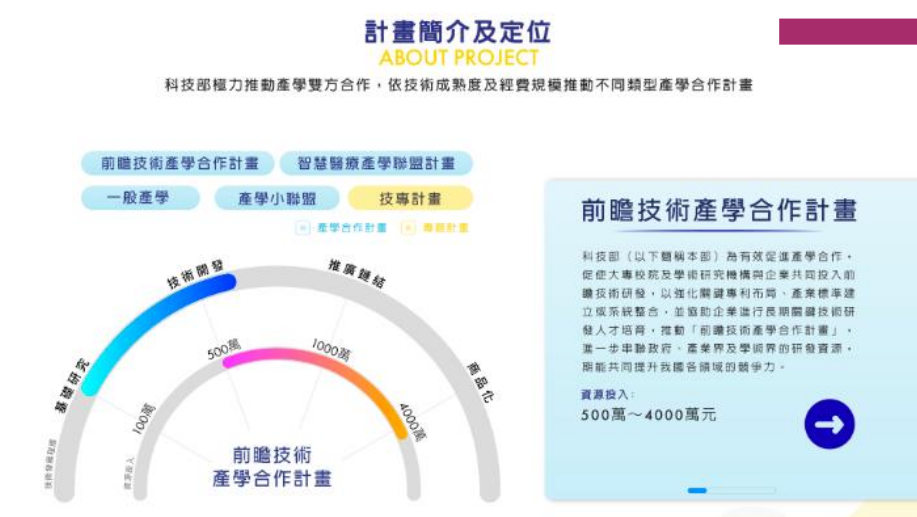 計畫簡介及定位
ABOUT PROJECT
科技部極力推動產學雙方合作，依技術成熟度及經費規模推動不同類型產學合作計畫
前瞻技術產學合作計畫
智慧醫療產學聯盟計畫
一般產學
產學小聯盟
技專計畫
產學合作計畫
專題計畫
基礎研究
技術開發
推廣鏈結
商品化
100萬
500萬
1000萬
4000萬
技術發展程度
資源投入
前瞻技術
產學合作計畫
前瞻技術產學合作計畫
科技部（以下簡稱本部）為有效促進產學合作，
促使大專校院及學術研究機構與企業共同投入前
瞻技術研發，以強化關鍵專利布局、產業標準建
立或系統整合，並協助企業進行長期關鍵技術研
發人才培育，推動「前瞻技術產學合作計畫」，
進一步串聯政府、產業界及學術界的研發資源，
期能共同提升我國各領域的競爭力。
資源投入:
500萬～4000萬元